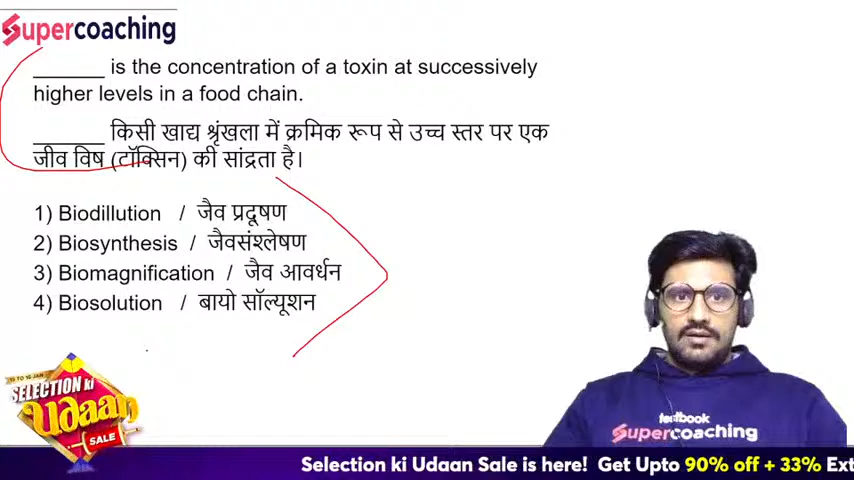 Supercoaching
______ is the concentration of a toxin at successively
higher levels in a food chain.
______ किसी खाद्य श्रृंखला में क्रमिक रूप से उच्च स्तर पर एक
जीव विष (टॉक्सिन) की सांद्रता है।
1) Biodillution / जैव प्रदूषण
2) Biosynthesis / जैवसंश्लेषण
3) Biomagnification / जैव आवर्धन
4) Biosolution / बायो सॉल्यूशन
SELECTION ki
Udaan
SALE
testbook
Supercoaching
Selection ki Udaan Sale is here! Get Upto 90% off + 33% Ext